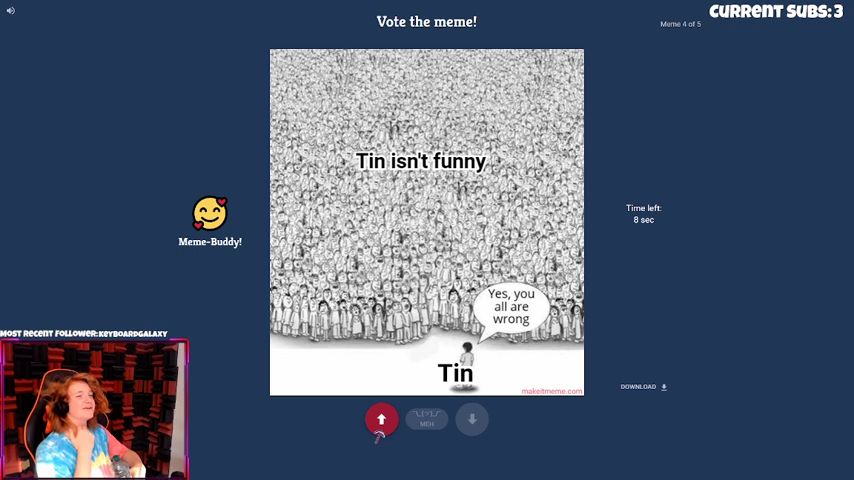 Vote the meme!
CURRENT SUBS: 3
Meme 4 of 5
Tin isn't funny
Meme-Buddy!
Time left:
8 sec
Yes, you
all are
wrong
MOST RECENT FOLLOWER:KEYBOARDGALAXY
Tin
makeitmeme.com
DOWNLOAD
¯\_(ツ)_/¯
MEH